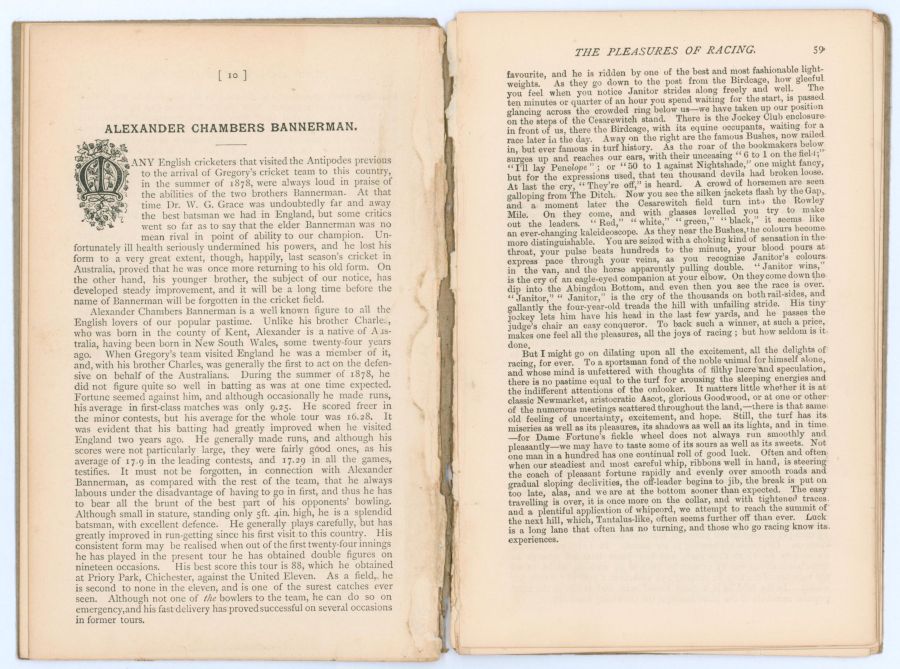 [ 10 ]
ALEXANDER CHAMBERS BANNERMAN.
MANY English cricketers that visited the Antipodes previous
to the arrival of Gregory's cricket team to this country,
in the summer of 1878, were always loud in praise of
the abilities of the two brothers Bannerman. At that
time Dr. W. G. Grace was undoubtedly far and away
the best batsman we had in England, but some critics
went so far as to say that the elder Bannerman was no
mean rival in point of ability to our champion. Un-
fortunately ill health seriously undermined his powers, and he lost his
form to a very great extent, though, happily, last season's cricket in
Australia, proved that he was once more returning to his old form. On
the other hand, his younger brother, the subject of our notice, has
developed steady improvement, and it will be a long time before the
name of Bannerman will be forgotten in the cricket field.
Alexander Chambers Bannerman is a well known figure to all the
English lovers of our popular pastime. Unlike his brother Charles,
who was born in the county of Kent, Alexander is a native of Aus-
tralia, having been born in New South Wales, some twenty-four years
ago. When Gregory's team visited England he was a member of it,
and, with his brother Charles, was generally the first to act on the defen-
sive on behalf of the Australians. During the summer of 1878, he
did not figure quite so well in batting as was at one time expected.
Fortune seemed against him, and although occasionally he made runs,
his average in first-class matches was only 9.25. He scored freer in
the minor contests, but his average for the whole tour was 16.28. It
was evident that his batting had greatly improved when he visited
England two years ago. He generally made runs, and although his
scores were not particularly large, they were fairly good ones, as his
average of 17.9 in the leading contests, and 17.29 in all the games,
testifies. It must not be forgotten, in connection with Alexander
Bannerman, as compared with the rest of the team, that he always
labours under the disadvantage of having to go in first, and thus he has
to bear all the brunt of the best part of his opponents' bowling.
Although small in stature, standing only 5ft. 4in. high, he is a splendid
batsman, with excellent defence. He generally plays carefully, but has
greatly improved in run-getting since his first visit to this country. His
consistent form may be realised when out of the first twenty-four innings
he has played in the present tour he has obtained double figures on
nineteen occasions. His best score this tour is 88, which he obtained
at Priory Park, Chichester, against the United Eleven. As a field, he
is second to none in the eleven, and is one of the surest catches ever
seen. Although not one of the bowlers to the team, he can do so on
emergency,and his fast delivery has proved successful on several occasions
in former tours.
THE PLEASURES OF RACING. 59
favourite, and he is ridden by one of the best and most fashionable light-
weights. As they go down to the post from the Birdcage, how gleeful
you feel when you notice Janitor strides along freely and well. The
ten minutes or quarter of an hour you spend waiting for the start, is passed
glancing across the crowded ring below us—we have taken up our position
on the steps of the Cesarewitch stand. There is the Jockey Club enclosure
in front of us, there the Birdcage, with its equine occupants, waiting for a
race later in the day. Away on the right are the famous Bushes, now railed
in, but ever famous in turf history. As the roar of the bookmakers below
surges up and reaches our ears, with their unceasing "6 to 1 on the field;"
"I'll lay Penelope"; or "50 to 1 against Nightshade," one might fancy,
but for the expressions used, that ten thousand devils had broken loose.
At last the cry, "They're off," is heard. A crowd of horsemen are seen
galloping from The Ditch. Now you see the silken jackets flash by the Gap,
and a moment later the Cesarewitch field turn into the Rowley
Mile. On they come, and with glasses levelled you try to make
out the leaders. "Red," "white," "green," "black," it seems like
an ever-changing kaleidoscope. As they near the Bushes, the colours become
more distinguishable. You are seized with a choking kind of sensation in the
throat, your pulse beats hundreds to the minute, your blood pours at
express pace through your veins, as you recognise Janitor's colours
in the van, and the horse apparently pulling double. "Janitor wins,"
is the cry of an eagle-eyed companion at your elbow. On they come down the
dip into the Abingdon Bottom, and even then you see the race is over.
"Janitor," "Janitor," is the cry of the thousands on both rail-sides, and
gallantly the four-year-old treads the hill with unfailing stride. His tiny
jockey lets him have his head in the last few yards, and he passes the
judge's chair an easy conqueror. To back such a winner, at such a price,
makes one feel all the pleasures, all the joys of racing; but how seldom is it
done.
But I might go on dilating upon all the excitement, all the delights of
racing, for ever. To a sportsman fond of the noble animal for himself alone,
and whose mind is unfettered with thoughts of filthy lucre and speculation,
there is no pastime equal to the turf for arousing the sleeping energies and
the indifferent attentions of the onlooker. It matters little whether it is at
classic Newmarket, aristocratic Ascot, glorious Goodwood, or at one or other
of the numerous meetings scattered throughout the land,—there is that same
old feeling of uncertainty, excitement, and hope. Still, the turf has its
miseries as well as its pleasures, its shadows as well as its lights, and in time
—for Dame Fortune's fickle wheel does not always run smoothly and
pleasantly—we may have to taste some of its sours as well as its sweets. Not
one man in a hundred has one continual roll of good luck. Often and often
when our steadiest and most careful whip, ribbons well in hand, is steering
the coach of pleasant fortune rapidly and evenly over smooth roads and
gradual sloping declivities, the off-leader begins to jib, the break is put on
too late, alas, and we are at the bottom sooner than expected. The easy
travelling is over, it is once more on the collar, and with tightened traces
and a plentiful application of whipcord, we attempt to reach the summit of
the next hill, which, Tantalus-like, often seems further off than ever. Luck
is a long lane that often has no turning, and those who go racing know its
experiences.